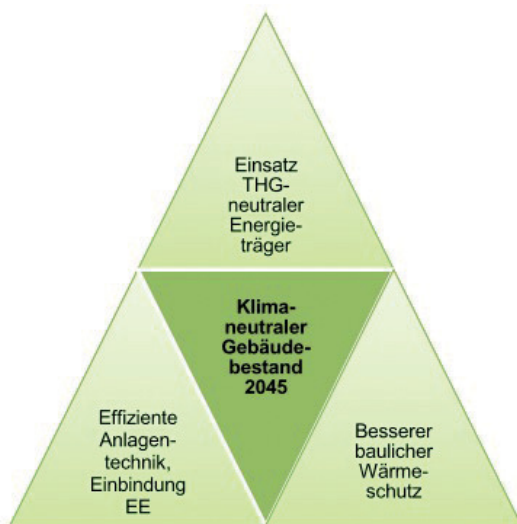 Einsatz
THG-
neutraler
Energie-
träger
Klima-
neutraler
Gebäude-
bestand
2045
Effiziente
Anlagen-
technik,
Einbindung
EE
Besserer
baulicher
Wärme-
schutz